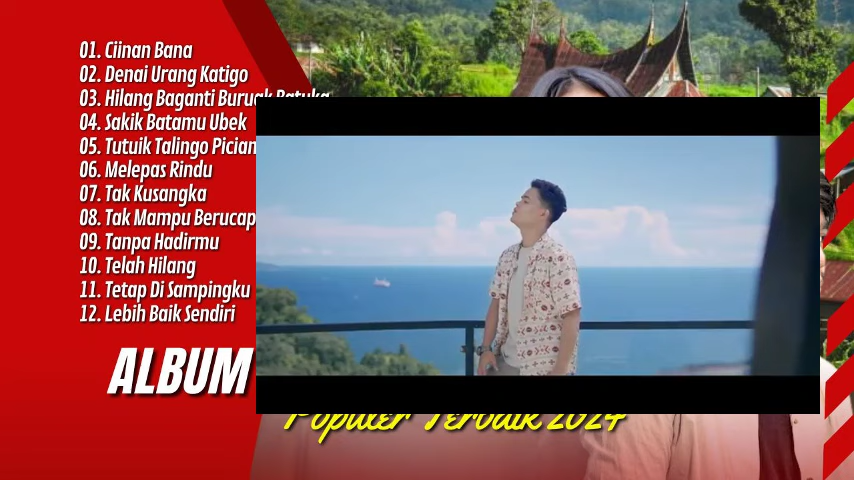 01. Ciinan Bana
02. Denai Urang Katigo
03. Hilang Baganti Buruak Batuka
04. Sakik Batamu Ubek
05. Tutuik Talingo Pician
06. Melepas Rindu
07. Tak Kusangka
08. Tak Mampu Berucap
09. Tanpa Hadirmu
10. Telah Hilang
11. Tetap Di Sampingku
12. Lebih Baik Sendiri
ALBUM
Populer Terbaik 2024